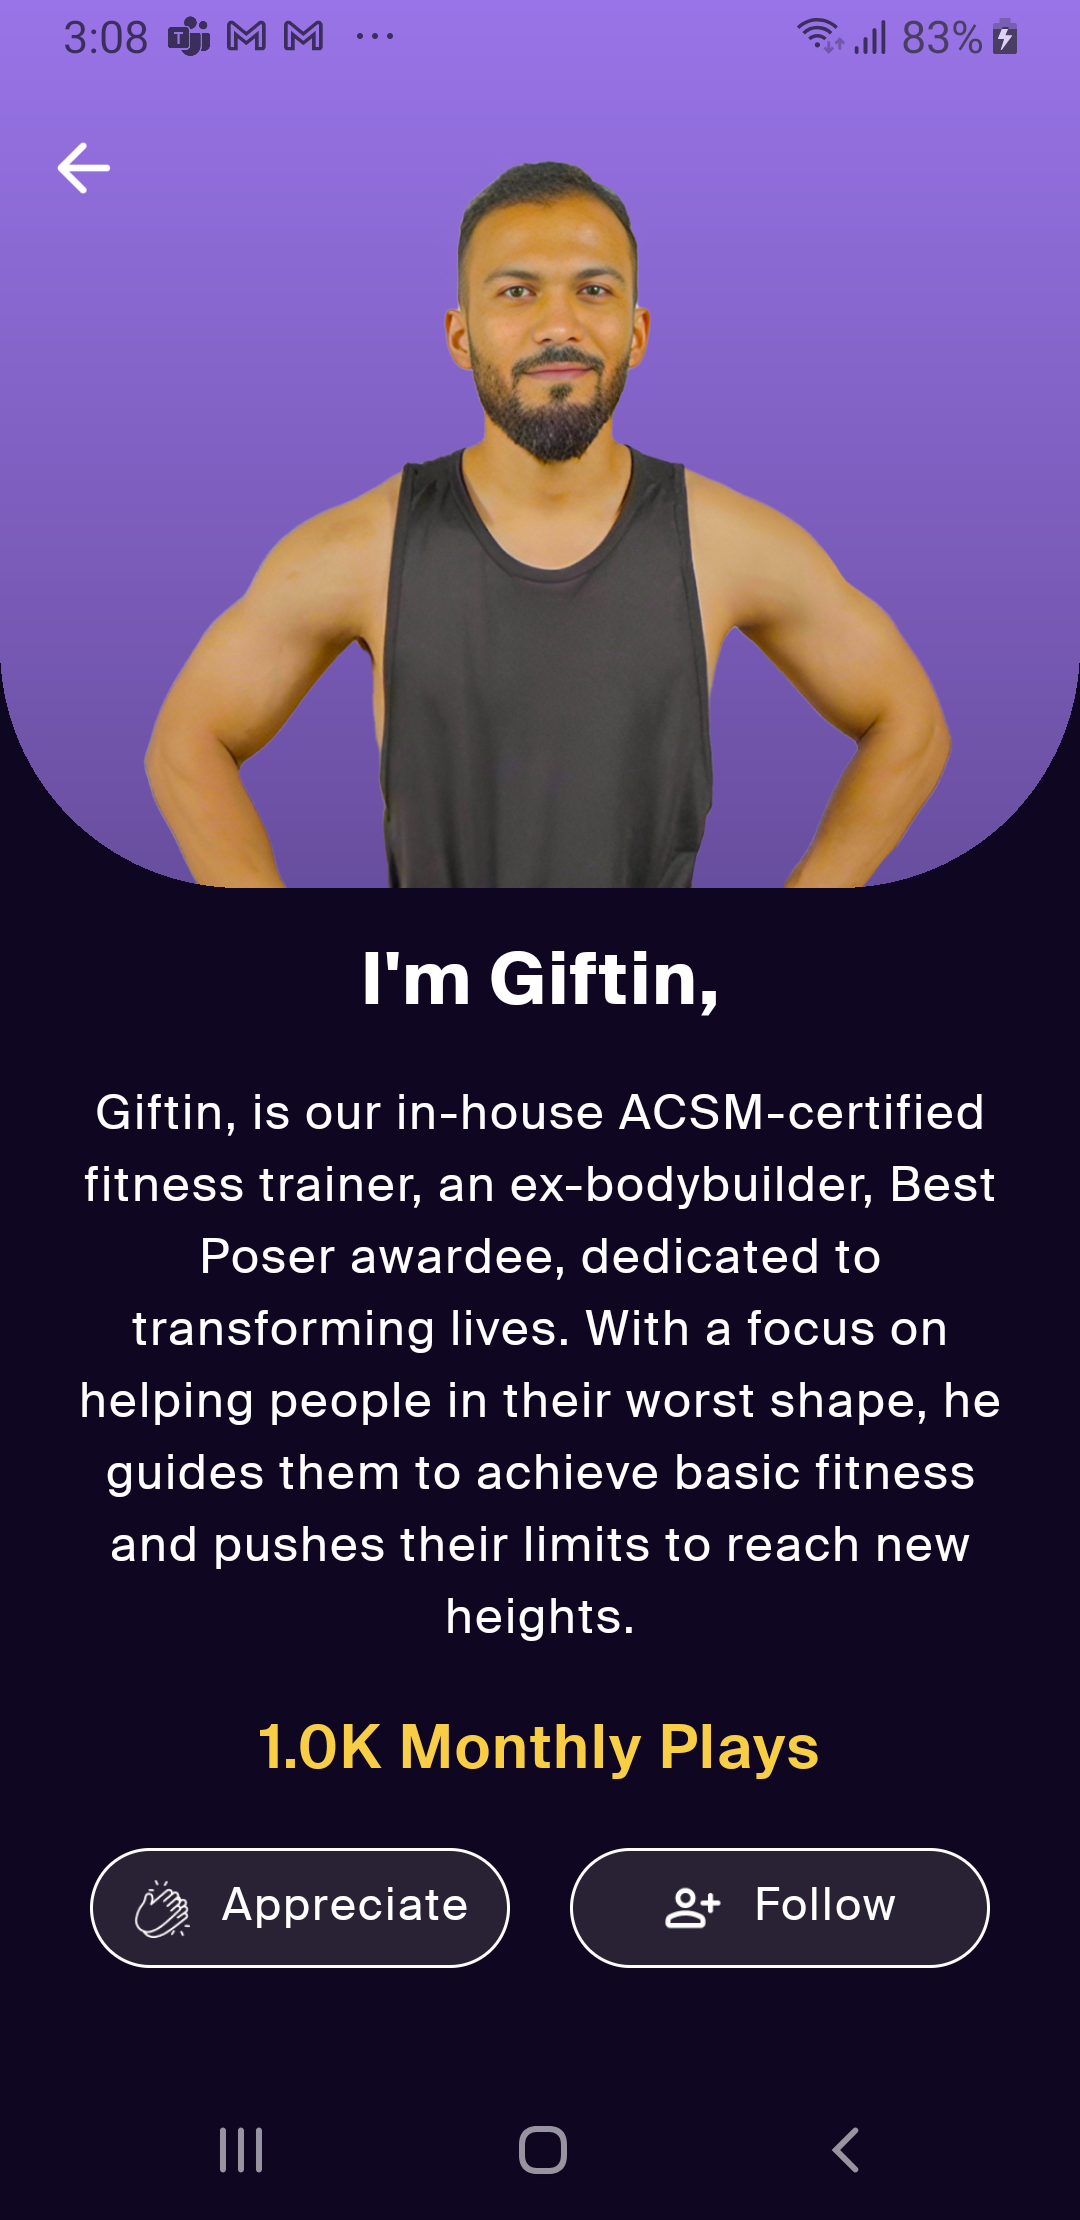 3:08 83%
I'm Giftin,
Giftin, is our in-house ACSM-certified
fitness trainer, an ex-bodybuilder, Best
Poser awardee, dedicated to
transforming lives. With a focus on
helping people in their worst shape, he
guides them to achieve basic fitness
and pushes their limits to reach new
heights.
1.0K Monthly Plays
Appreciate Follow